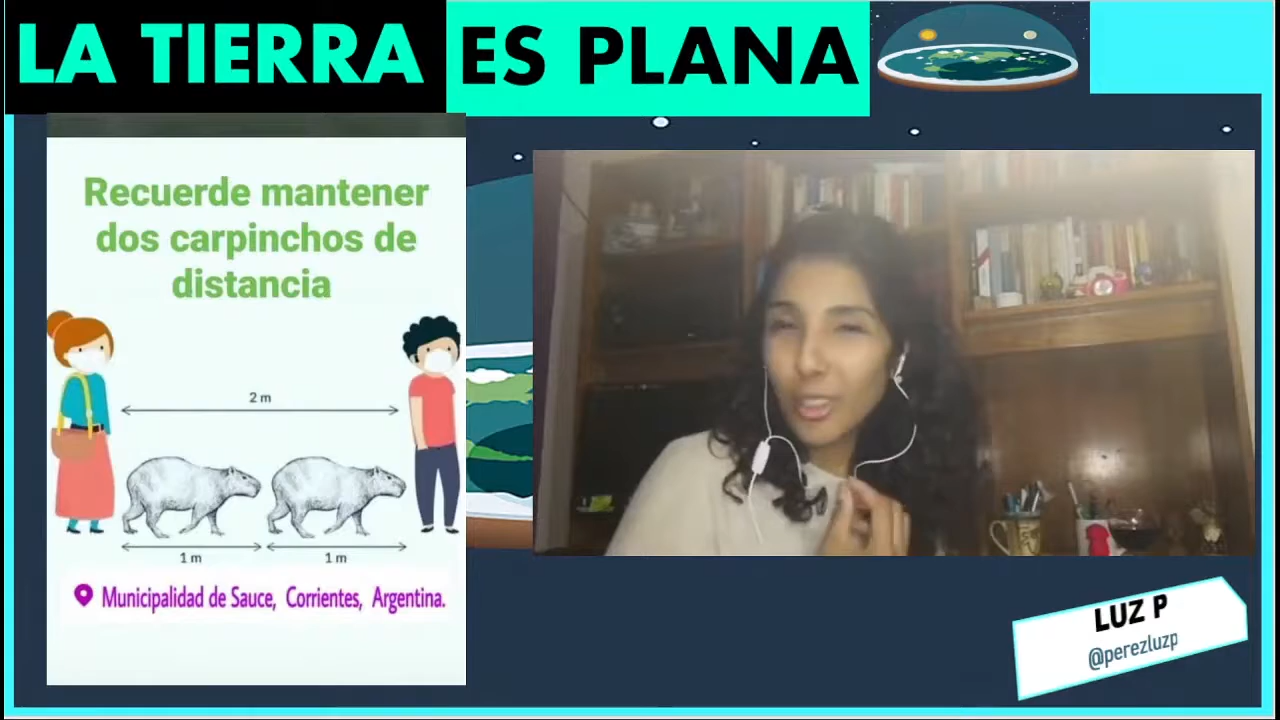 LA TIERRA ES PLANA
Recuerde mantener
dos carpinchos de
distancia
2 m
1 m
1 m
Municipalidad de Sauce, Corrientes, Argentina.
LUZ P
@perezluzp